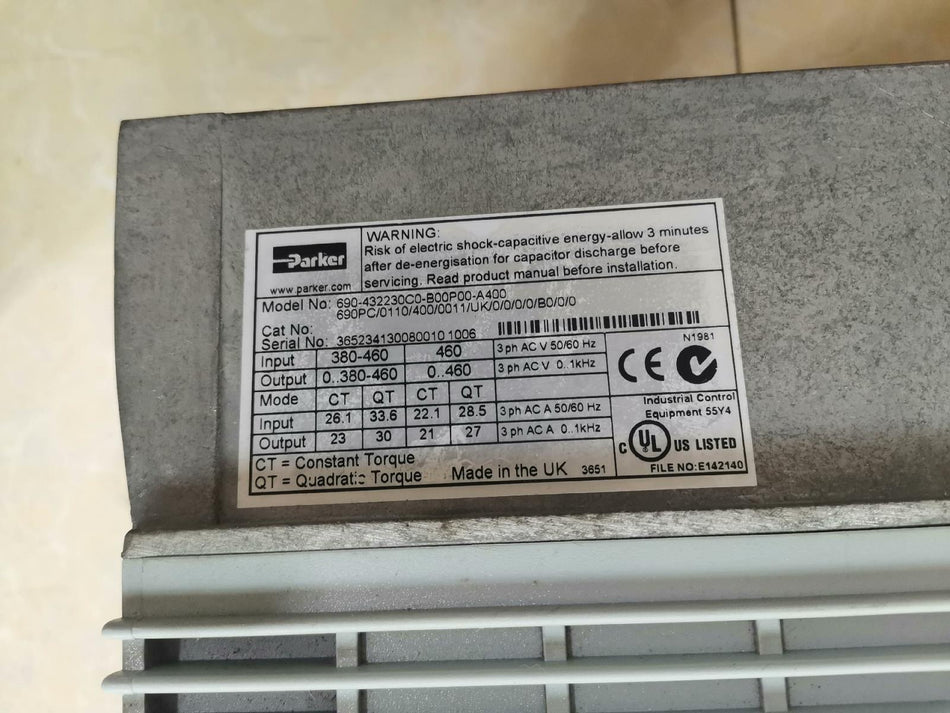 Parker
www.parker.com
WARNING:
Risk of electric shock-capacitive energy-allow 3 minutes
after de-energisation for capacitor discharge before
servicing. Read product manual before installation.
Model No: 690-432230C0-B00P00-A400
690PC/0110/400/0011/UK/0/0/0/0/B0/0/0
Cat No:
Serial No: 365234130080010 1006
N1981
Input 380-460 460 3 ph AC V 50/60 Hz
Output 0..380-460 0..460 3 ph AC V 0..1kHz
Mode CT QT CT QT
Input 26.1 33.6 22.1 28.5 3 ph AC A 50/60 Hz
Output 23 30 21 27 3 ph AC A 0..1kHz
CE
Industrial Control
Equipment 55Y4
C UL US LISTED
FILE NO:E142140
CT = Constant Torque
QT = Quadratic Torque Made in the UK 3651